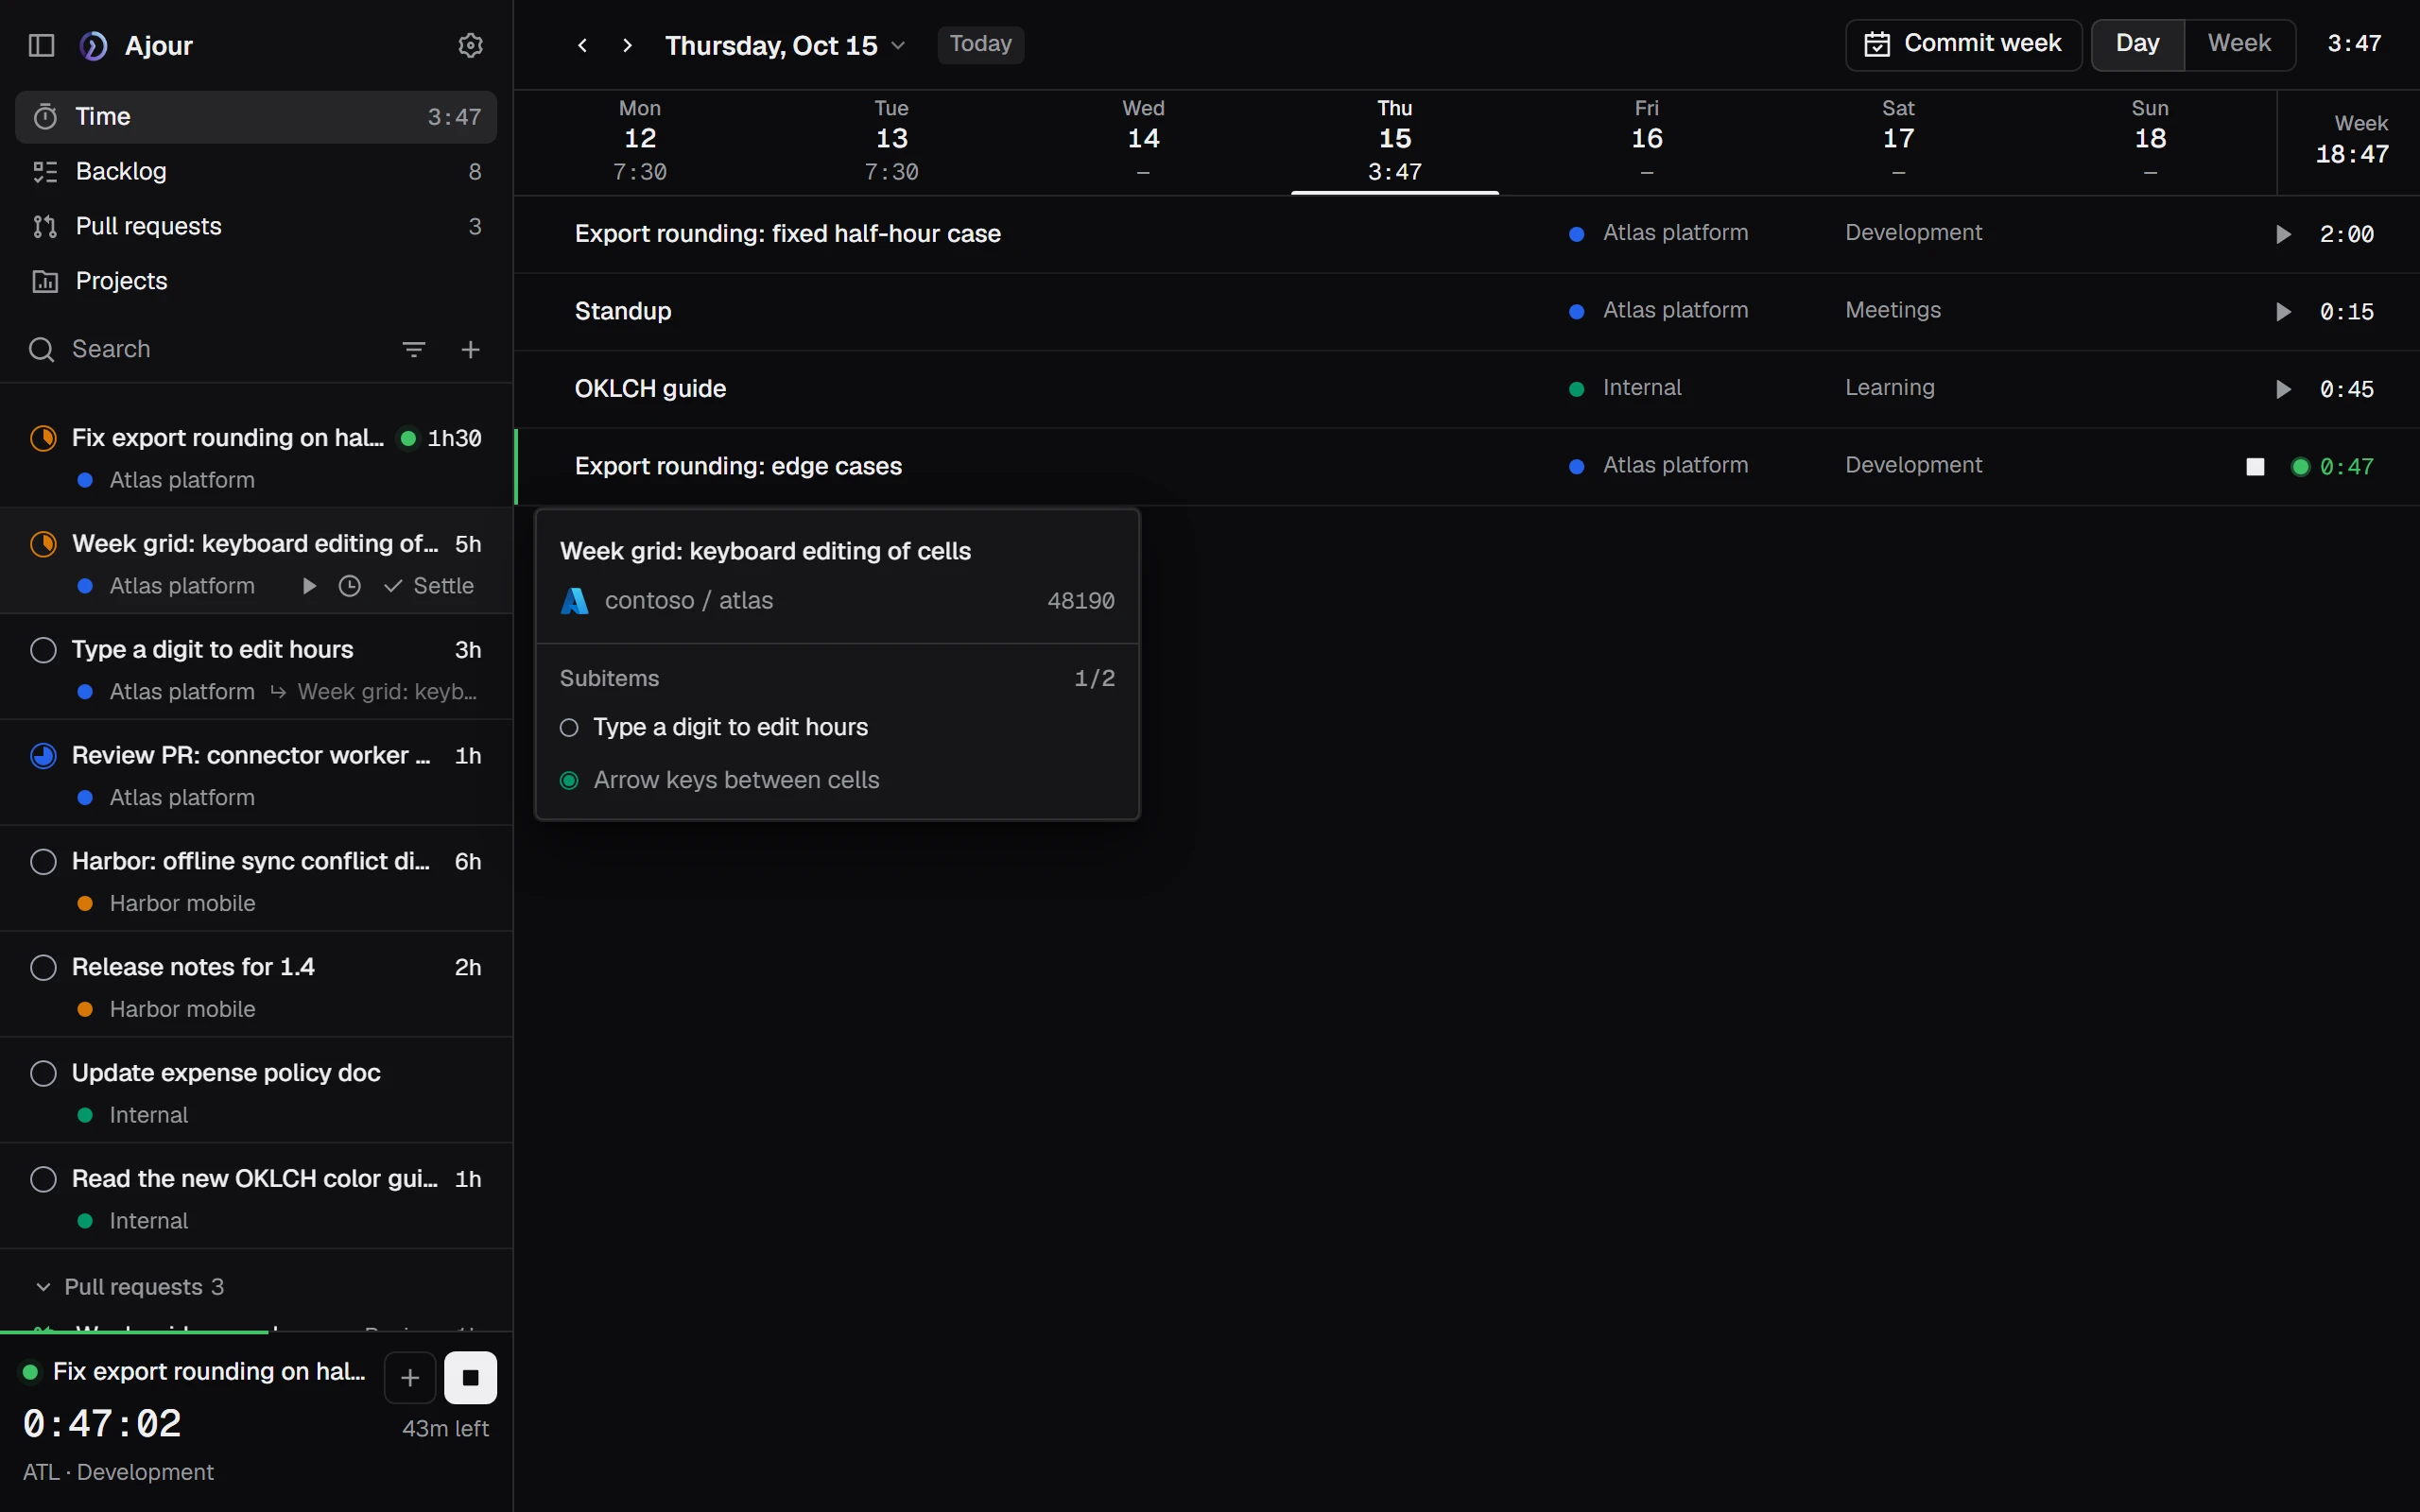 Ajour
Time 3:47
Backlog 8
Pull requests 3
Projects
Search
Fix export rounding on hal... 1h30
Atlas platform
Week grid: keyboard editing of... 5h
Atlas platform Settle
Type a digit to edit hours 3h
Atlas platform ↳ Week grid: keyb...
Review PR: connector worker ... 1h
Atlas platform
Harbor: offline sync conflict di... 6h
Harbor mobile
Release notes for 1.4 2h
Harbor mobile
Update expense policy doc
Internal
Read the new OKLCH color gui... 1h
Internal
Pull requests 3
Fix export rounding on hal...
0:47:02 43m left
ATL · Development
Thursday, Oct 15 Today Commit week Day Week 3:47
Mon Tue Wed Thu Fri Sat Sun Week
12 13 14 15 16 17 18 18:47
7:30 7:30 – 3:47 – – –
Export rounding: fixed half-hour case Atlas platform Development 2:00
Standup Atlas platform Meetings 0:15
OKLCH guide Internal Learning 0:45
Export rounding: edge cases Atlas platform Development 0:47
Week grid: keyboard editing of cells
contoso / atlas 48190
Subitems 1/2
Type a digit to edit hours
Arrow keys between cells